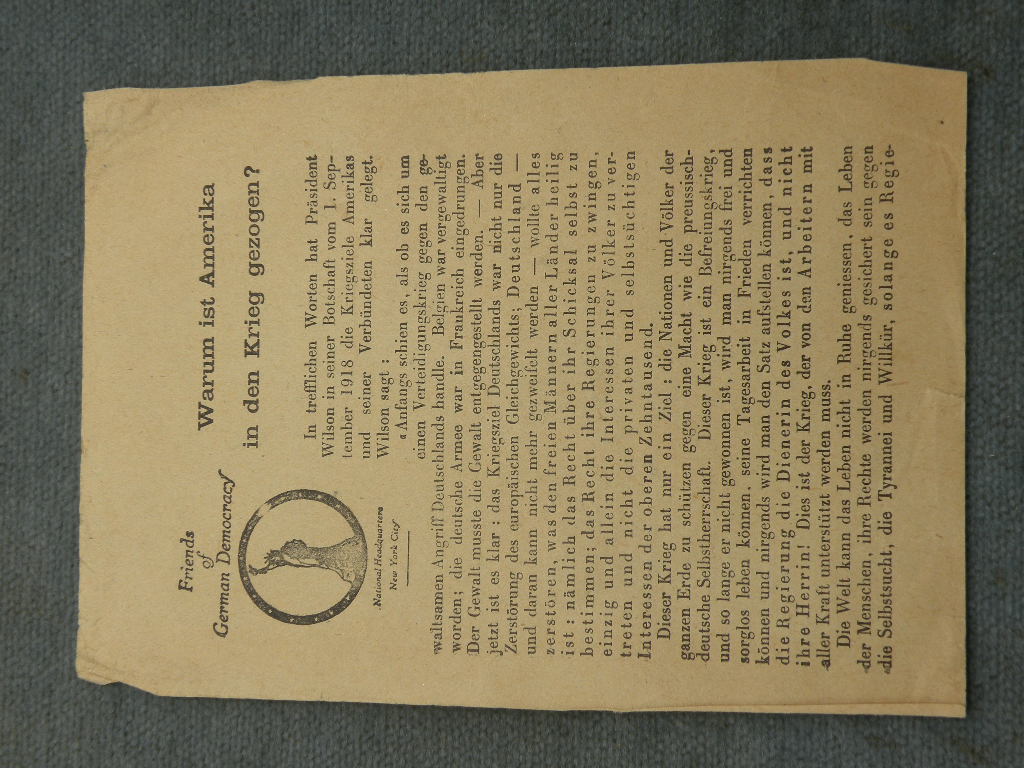 Friends
of
German Democracy
National Headquarters
New York City
Warum ist Amerika
in den Krieg gezogen?
In trefflichen Worten hat Präsident
Wilson in seiner Botschaft vom 1. Sep-
tember 1918 die Kriegsziele Amerikas
und seiner Verbündeten klar gelegt.
Wilson sagt :
« Anfangs schien es, als ob es sich um
einen Verteidigungskrieg gegen den ge-
waltsamen Angriff Deutschlands handle. Belgien war vergewaltigt
worden; die deutsche Armee war in Fraukreich eingedrungen.
Der Gewalt musste die Gewalt entgegengestellt werden. — Aber
jetzt ist es klar : das Kriegsziel Deutschlands war nicht nur die
Zerstörung des europäischen Gleichgewichts; Deutschland —
und daran kann nicht mehr gezweifelt werden — wollte alles
zerstören, was den freien Männern aller Länder heilig
ist : nämlich das Recht über ihr Schicksal selbst zu
bestimmen; das Recht ihre Regierungen zu zwingen,
einzig und allein die Interessen ihrer Völker zu ver-
treten und nicht die privaten und selbstsüchtigen
Interessen der oberen Zehntausend.
Dieser Krieg hat nur ein Ziel : die Nationen und Völker der
ganzen Erde zu schützen gegen eine Macht wie die preussisch-
deutsche Selbstherrschaft. Dieser Krieg ist ein Befreiungskrieg,
und so lange er nicht gewonnen ist, wird man nirgends frei und
sorglos leben können, seine Tagesarbeit in Frieden verrichten
können und nirgends wird man den Satz aufstellen können, dass
die Regierung die Dienerin des Volkes ist, und nicht
ihre Herrin! Dies ist der Krieg, der von den Arbeitern mit
aller Kraft unterstützt werden muss.
Die Welt kann das Leben nicht in Ruhe geniessen, das Leben
der Menschen, ihre Rechte werden nirgends gesichert sein gegen
die Selbstsucht, die Tyrannei und Willkür, solange es Regie-